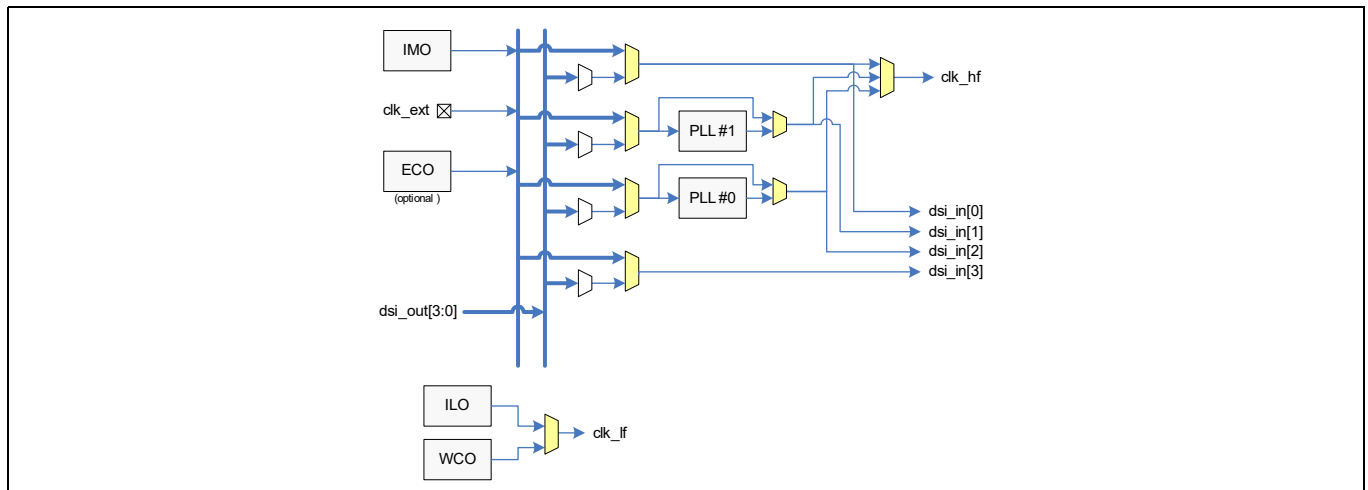 IMO
clk_hf
clk_ext
PLL #1
ECO
(optional )
PLL #0
dsi_in[0]
dsi_in[1]
dsi_in[2]
dsi_in[3]
dsi_out[3:0]
ILO
clk_lf
WCO